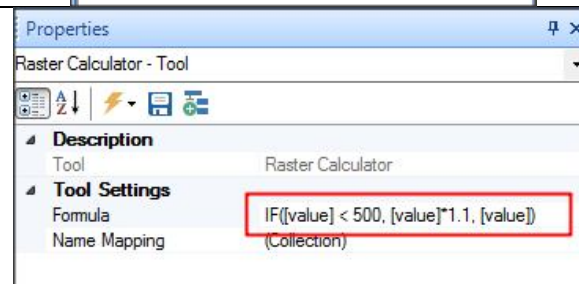 Properties
Raster Calculator - Tool
Description
Tool Raster Calculator
Tool Settings
Formula IF([value] < 500, [value]*1.1, [value])
Name Mapping (Collection)